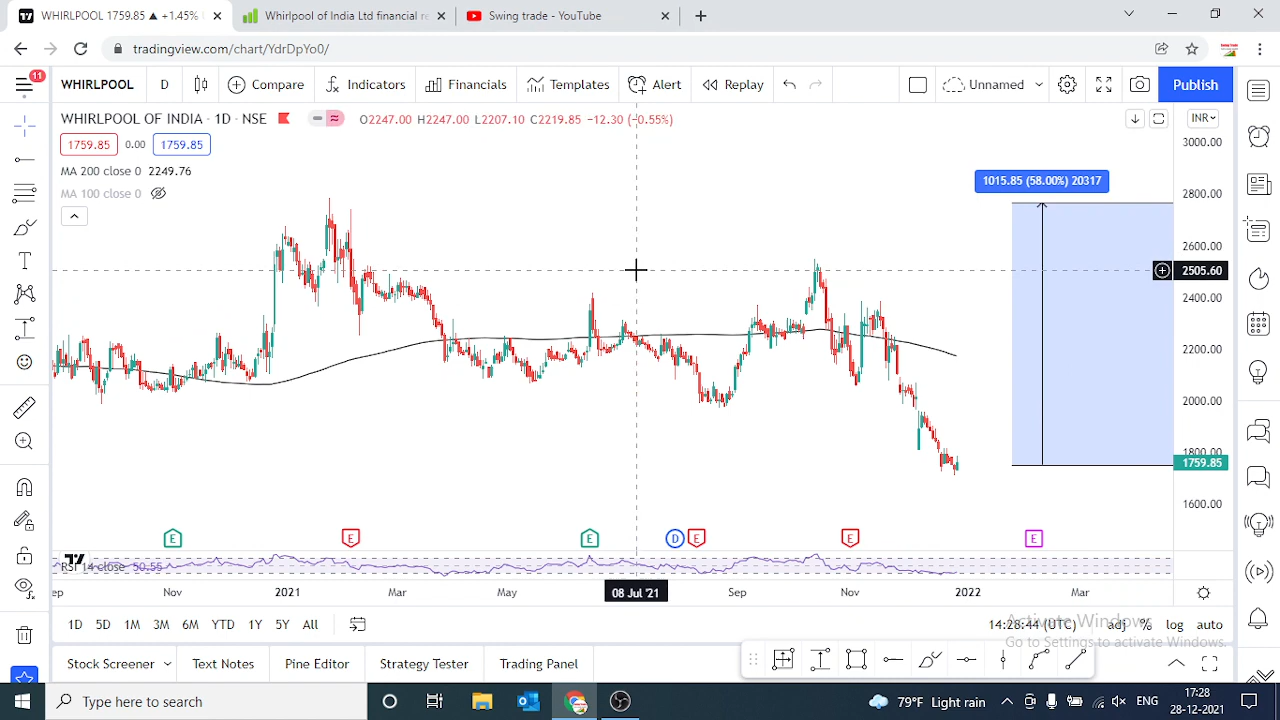 WHIRLPOOL 1759.85 ▲ +1.45%
Whirlpool of India Ltd financial re
Swing trade - YouTube
tradingview.com/chart/YdrDpYo0/
11
WHIRLPOOL D Compare Indicators Financials Templates Alert Replay Unnamed Publish
WHIRLPOOL OF INDIA · 1D · NSE O2247.00 H2247.00 L2207.10 C2219.85 −12.30 (−0.55%)
INR
1759.85 0.00 1759.85
MA 200 close 0 2249.76
MA 100 close 0
1015.85 (58.00%) 20317
3000.00
2800.00
2600.00
2505.60
2400.00
2200.00
2000.00
1800.00
1759.85
1600.00
E E E D E E E
RSI 14 close 50.55
ep Nov 2021 Mar May 08 Jul '21 Sep Nov 2022 Mar
1D 5D 1M 3M 6M YTD 1Y 5Y All
14:28:44 (UTC) adj % log auto
Activate Windows
Go to Settings to activate Windows.
Stock Screener Text Notes Pine Editor Strategy Tester Trading Panel
Type here to search
79°F Light rain
ENG
17:28
28-12-2021